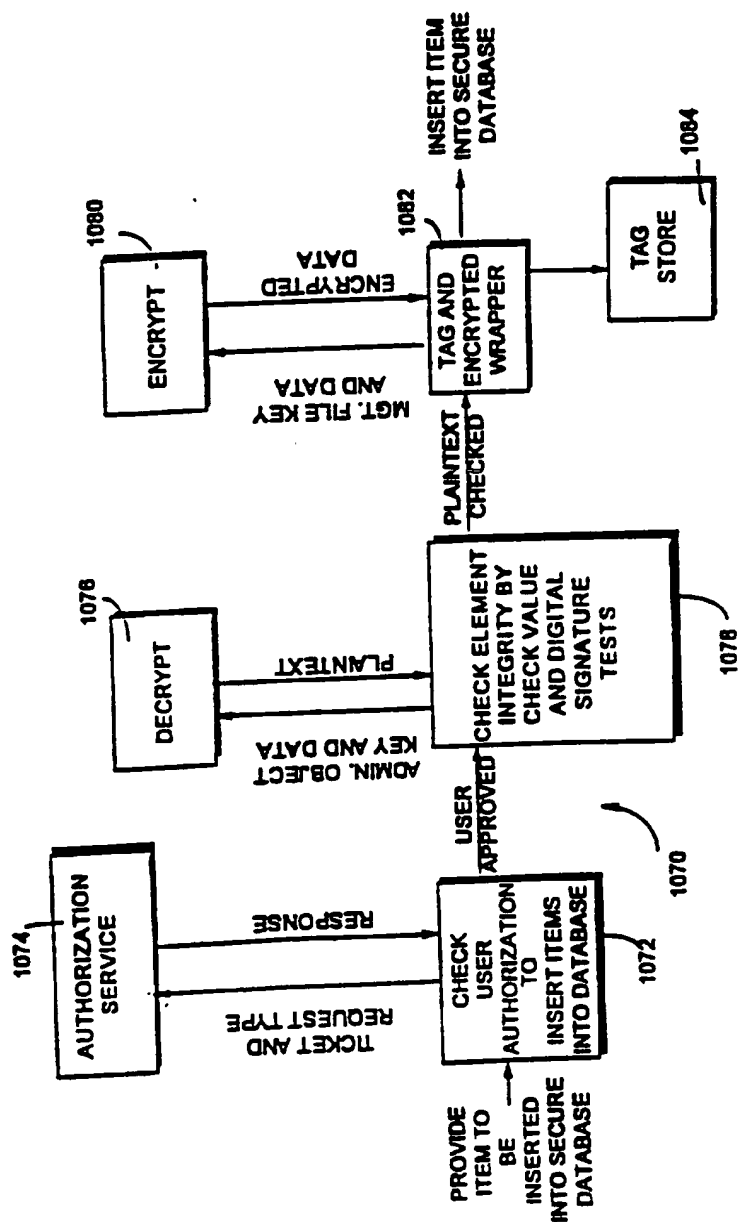 1074
AUTHORIZATION
SERVICE
TICKET AND
REQUEST TYPE
RESPONSE
PROVIDE
ITEM TO
BE
INSERTED
INTO SECURE
DATABASE
CHECK
USER
AUTHORIZATION
TO
INSERT ITEMS
INTO DATABASE
1072
1070
USER
APPROVED
1076
DECRYPT
ADMIN. OBJECT
KEY AND DATA
PLAINTEXT
CHECK ELEMENT
INTEGRITY BY
CHECK VALUE
AND DIGITAL
SIGNATURE
TESTS
1078
PLAINTEXT
CHECKED
1080
ENCRYPT
MGT. FILE KEY
AND DATA
ENCRYPTED
DATA
1082
TAG AND
ENCRYPTED
WRAPPER
INSERT ITEM
INTO SECURE
DATABASE
TAG
STORE
1084